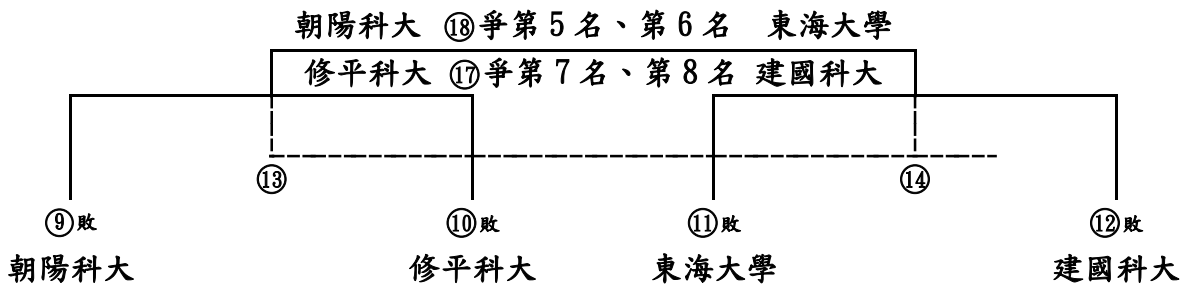 朝陽科大 ⑱爭第5名、第6名 東海大學
修平科大 ⑰爭第7名、第8名 建國科大
⑬ ⑭
⑨敗 ⑩敗 ⑪敗 ⑫敗
朝陽科大 修平科大 東海大學 建國科大